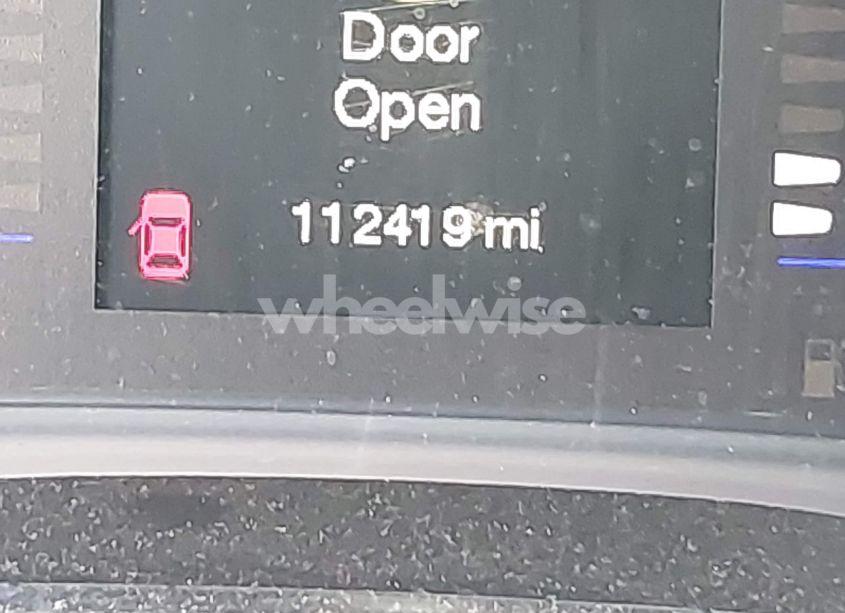 Door
Open
112419 mi
wheelwise